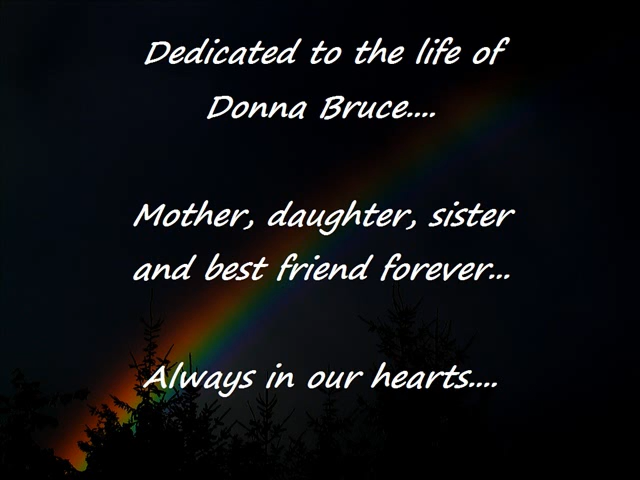 Dedicated to the life of
Donna Bruce....
Mother, daughter, sister
and best friend forever...
Always in our hearts....